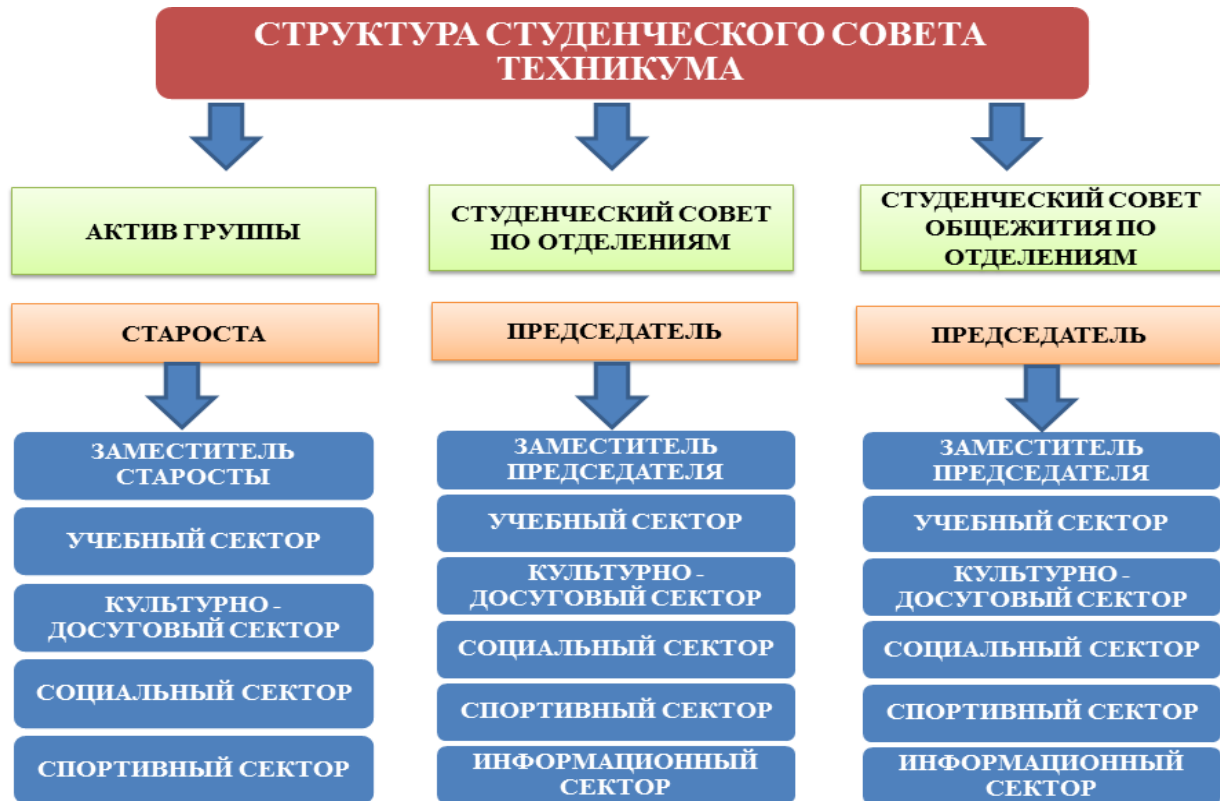 СТРУКТУРА СТУДЕНЧЕСКОГО СОВЕТА
ТЕХНИКУМА
АКТИВ ГРУППЫ
СТУДЕНЧЕСКИЙ СОВЕТ
ПО ОТДЕЛЕНИЯМ
СТУДЕНЧЕСКИЙ СОВЕТ
ОБЩЕЖИТИЯ ПО
ОТДЕЛЕНИЯМ
СТАРОСТА
ПРЕДСЕДАТЕЛЬ
ПРЕДСЕДАТЕЛЬ
ЗАМЕСТИТЕЛЬ
СТАРОСТЫ
УЧЕБНЫЙ СЕКТОР
КУЛЬТУРНО -
ДОСУГОВЫЙ СЕКТОР
СОЦИАЛЬНЫЙ СЕКТОР
СПОРТИВНЫЙ СЕКТОР
ЗАМЕСТИТЕЛЬ
ПРЕДСЕДАТЕЛЯ
УЧЕБНЫЙ СЕКТОР
КУЛЬТУРНО -
ДОСУГОВЫЙ СЕКТОР
СОЦИАЛЬНЫЙ СЕКТОР
СПОРТИВНЫЙ СЕКТОР
ИНФОРМАЦИОННЫЙ
СЕКТОР
ЗАМЕСТИТЕЛЬ
ПРЕДСЕДАТЕЛЯ
УЧЕБНЫЙ СЕКТОР
КУЛЬТУРНО -
ДОСУГОВЫЙ СЕКТОР
СОЦИАЛЬНЫЙ СЕКТОР
СПОРТИВНЫЙ СЕКТОР
ИНФОРМАЦИОННЫЙ
СЕКТОР